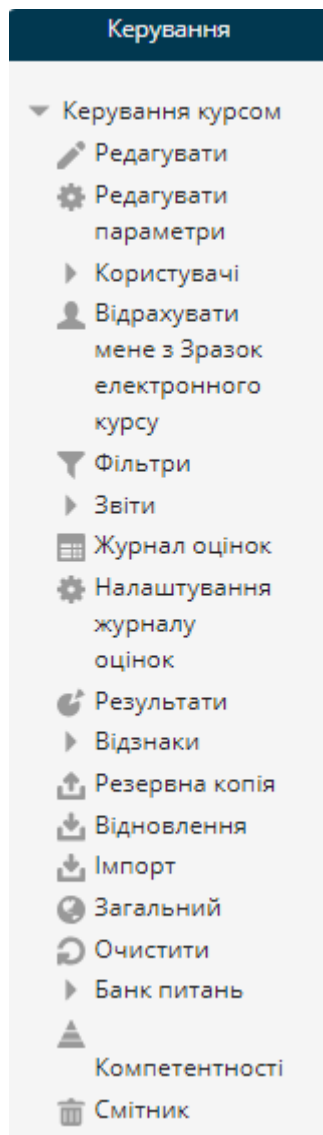 Керування
Керування курсом
Редагувати
Редагувати
параметри
Користувачі
Відрахувати
мене з Зразок
електронного
курсу
Фільтри
Звіти
Журнал оцінок
Налаштування
журналу
оцінок
Результати
Відзнаки
Резервна копія
Відновлення
Імпорт
Загальний
Очистити
Банк питань
Компетентності
Смітник